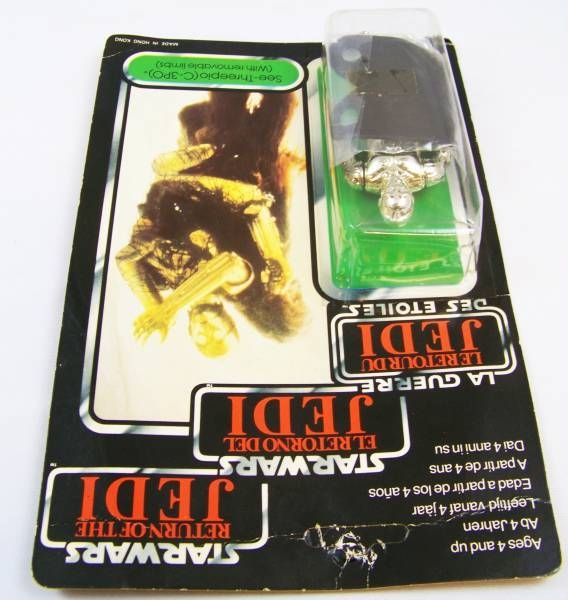 STAR WARS
RETURN OF THE
JEDI
Ages 4 and up
Ab 4 Jahren
Leeftijd vanaf 4 jaar
Edad a partir de los 4 años
A partir de 4 ans
Dai 4 anni in su
STAR WARS
EL RETORNO DEL
JEDI
LA GUERRE
LE RETOUR DU
JEDI
DES ETOILES
See-Threepio (C-3PO)
(With removable limbs)
MADE IN HONG KONG